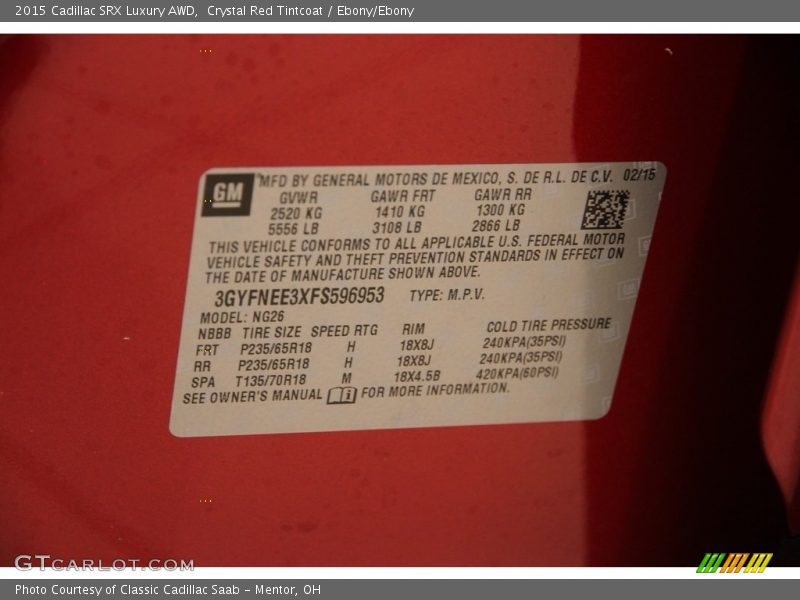 2015 Cadillac SRX Luxury AWD,  Crystal Red Tintcoat / Ebony/Ebony
GM MFD BY GENERAL MOTORS DE MEXICO, S. DE R.L. DE C.V. 02/15
GVWR GAWR FRT GAWR RR
2520 KG 1410 KG 1300 KG
5556 LB 3108 LB 2866 LB
THIS VEHICLE CONFORMS TO ALL APPLICABLE U.S. FEDERAL MOTOR
VEHICLE SAFETY AND THEFT PREVENTION STANDARDS IN EFFECT ON
THE DATE OF MANUFACTURE SHOWN ABOVE.
3GYFNEE3XFS596953 TYPE: M.P.V.
MODEL: NG26
NBBB TIRE SIZE SPEED RTG RIM COLD TIRE PRESSURE
FRT P235/65R18 H 18X8J 240KPA(35PSI)
RR P235/65R18 H 18X8J 240KPA(35PSI)
SPA T135/70R18 M 18X4.5B 420KPA(60PSI)
SEE OWNER'S MANUAL i FOR MORE INFORMATION.
GTCARLOT.COM
Photo Courtesy of Classic Cadillac Saab - Mentor, OH